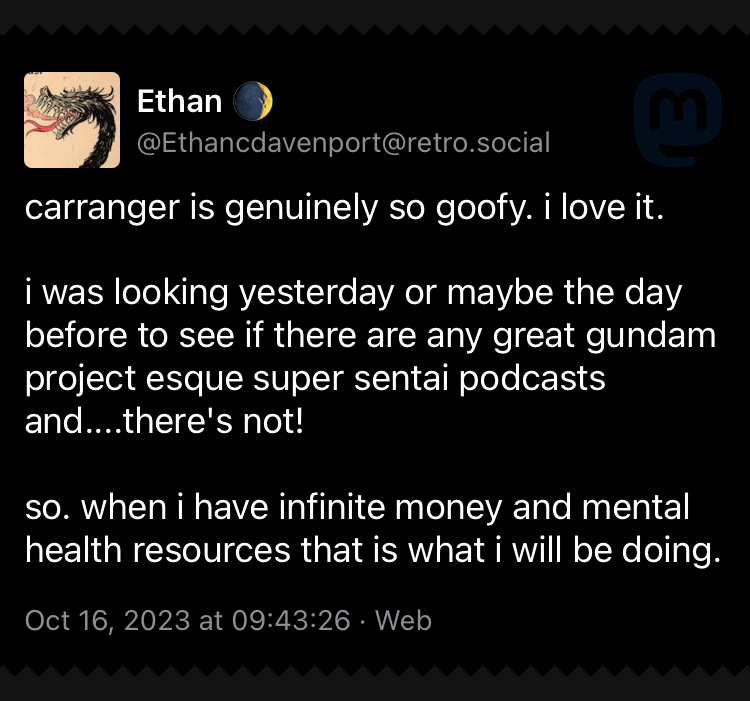 Ethan
@Ethancdavenport@retro.social
carranger is genuinely so goofy. i love it.
i was looking yesterday or maybe the day
before to see if there are any great gundam
project esque super sentai podcasts
and....there's not!
so. when i have infinite money and mental
health resources that is what i will be doing.
Oct 16, 2023 at 09:43:26 · Web